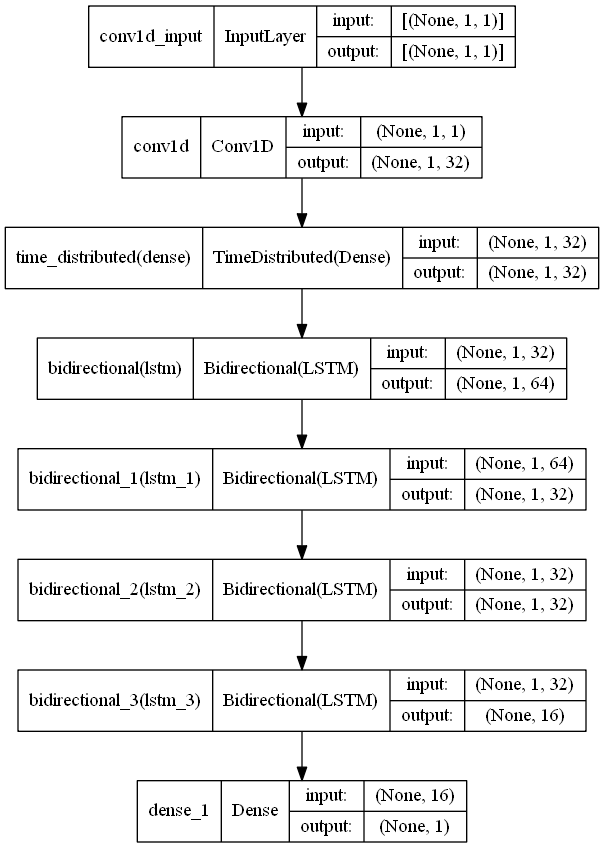 conv1d_input InputLayer input: [(None, 1, 1)]
output: [(None, 1, 1)]
conv1d Conv1D input: (None, 1, 1)
output: (None, 1, 32)
time_distributed(dense) TimeDistributed(Dense) input: (None, 1, 32)
output: (None, 1, 32)
bidirectional(lstm) Bidirectional(LSTM) input: (None, 1, 32)
output: (None, 1, 64)
bidirectional_1(lstm_1) Bidirectional(LSTM) input: (None, 1, 64)
output: (None, 1, 32)
bidirectional_2(lstm_2) Bidirectional(LSTM) input: (None, 1, 32)
output: (None, 1, 32)
bidirectional_3(lstm_3) Bidirectional(LSTM) input: (None, 1, 32)
output: (None, 16)
dense_1 Dense input: (None, 16)
output: (None, 1)